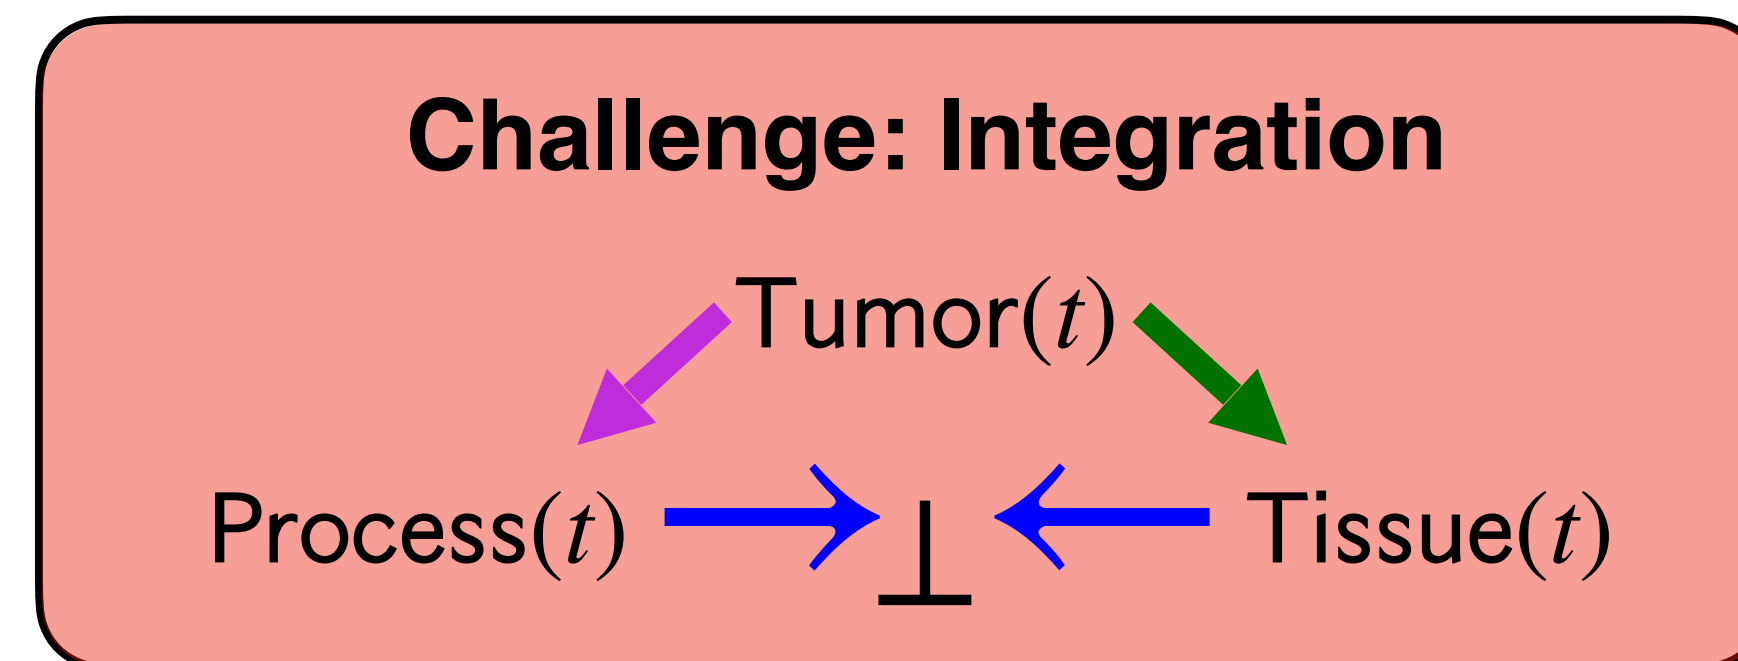 Challenge: Integration
Tumor(t)
Process(t) ⊥ Tissue(t)